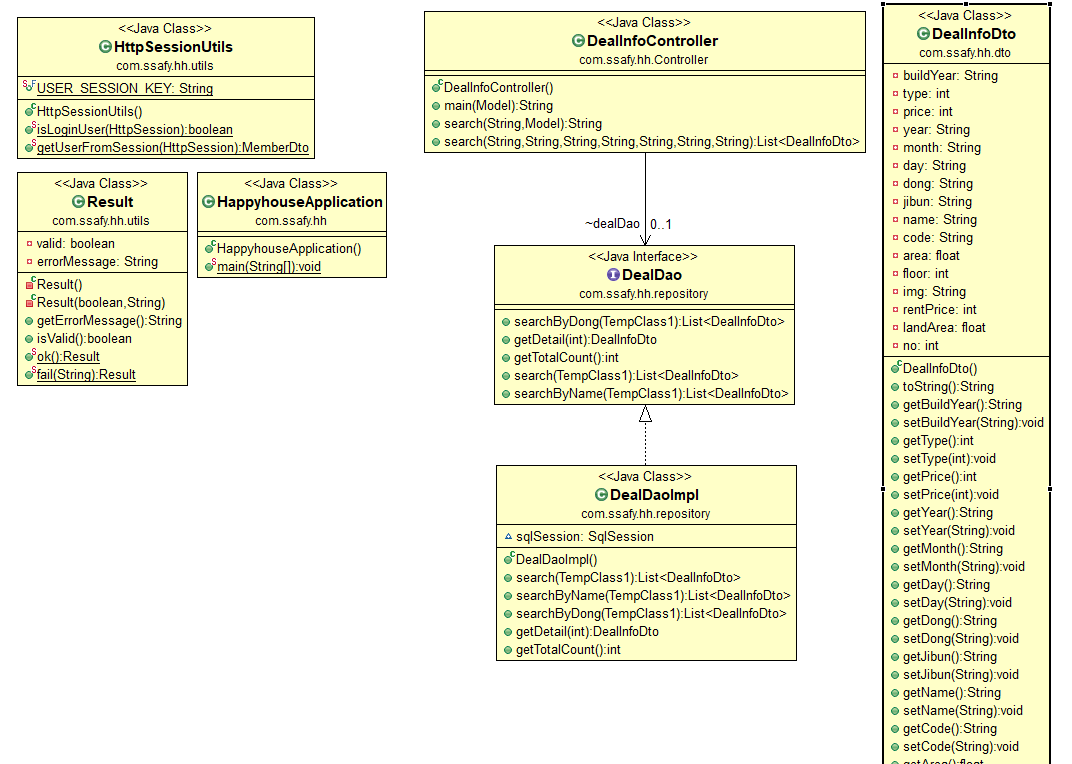 <<Java Class>>
HttpSessionUtils
com.ssafy.hh.utils
USER_SESSION_KEY: String
HttpSessionUtils()
isLoginUser(HttpSession):boolean
getUserFromSession(HttpSession):MemberDto
<<Java Class>>
Result
com.ssafy.hh.utils
valid: boolean
errorMessage: String
Result()
Result(boolean,String)
getErrorMessage():String
isValid():boolean
ok():Result
fail(String):Result
<<Java Class>>
HappyhouseApplication
com.ssafy.hh
HappyhouseApplication()
main(String[]):void
<<Java Class>>
DealInfoController
com.ssafy.hh.Controller
DealInfoController()
main(Model):String
search(String,Model):String
search(String,String,String,String,String,String,String):List<DealInfoDto>
~dealDao
0..1
<<Java Interface>>
DealDao
com.ssafy.hh.repository
searchByDong(TempClass1):List<DealInfoDto>
getDetail(int):DealInfoDto
getTotalCount():int
search(TempClass1):List<DealInfoDto>
searchByName(TempClass1):List<DealInfoDto>
<<Java Class>>
DealDaoImpl
com.ssafy.hh.repository
sqlSession: SqlSession
DealDaoImpl()
search(TempClass1):List<DealInfoDto>
searchByName(TempClass1):List<DealInfoDto>
searchByDong(TempClass1):List<DealInfoDto>
getDetail(int):DealInfoDto
getTotalCount():int
<<Java Class>>
DealInfoDto
com.ssafy.hh.dto
buildYear: String
type: int
price: int
year: String
month: String
day: String
dong: String
jibun: String
name: String
code: String
area: float
floor: int
img: String
rentPrice: int
landArea: float
no: int
DealInfoDto()
toString():String
getBuildYear():String
setBuildYear(String):void
getType():int
setType(int):void
getPrice():int
setPrice(int):void
getYear():String
setYear(String):void
getMonth():String
setMonth(String):void
getDay():String
setDay(String):void
getDong():String
setDong(String):void
getJibun():String
setJibun(String):void
getName():String
setName(String):void
getCode():String
setCode(String):void
getArea():float